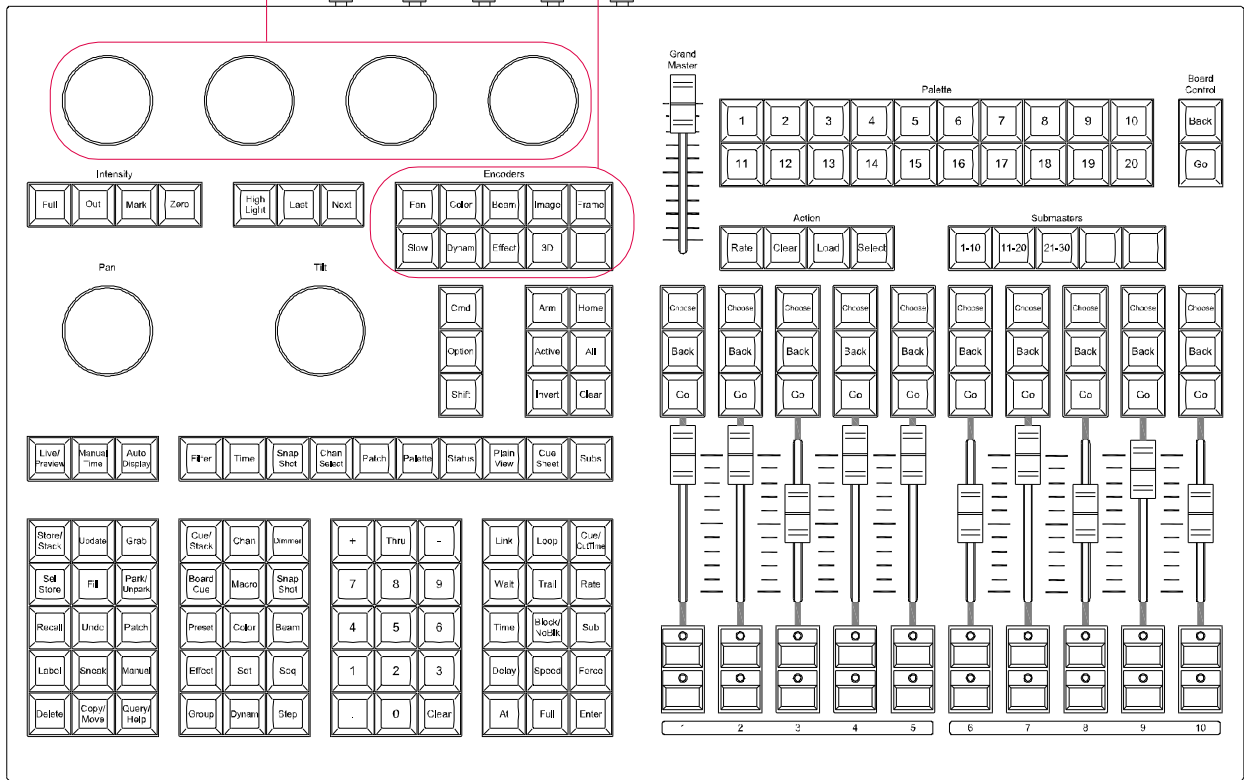 Grand
Master
Palette
Board
Control
1 2 3 4 5 6 7 8 9 10
Back
11 12 13 14 15 16 17 18 19 20
Go
Intensity
Encoders
Full Out Mark Zero
High
Light
Last Next
Fan Color Beam Image Frame
Slow Dynam Effect 3D
Action
Submasters
Rate Clear Load Select
1-10 11-20 21-30
Pan
Tilt
Cmd
Option
Shift
Arm Home
Active All
Invert Clear
Choose Choose Choose Choose Choose Choose Choose Choose Choose Choose
Back Back Back Back Back Back Back Back Back Back
Go Go Go Go Go Go Go Go Go Go
Live/
Preview
Manual
Time
Auto
Display
Filter
Time
Snap
Shot
Chan
Select
Patch
Palette
Status
Plain
View
Cue
Sheet
Subs
Store/
Stack
Update
Grab
Sel
Store
Fill
Park/
Unpark
Recall Undo Patch
Label Sneak Manual
Delete
Copy/
Move
Query/
Help
Cue/
Stack
Chan
Dimmer
Board
Cue
Macro
Snap
Shot
Preset Color Beam
Effect Set Seq
Group Dynam Step
+ Thru -
7 8 9
4 5 6
1 2 3
. 0 Clear
Link
Loop
Cue/
CutTime
Wait Trail Rate
Time
Block/
NoBlk
Sub
Delay Speed Force
At Full Enter
1 2 3 4 5 6 7 8 9 10